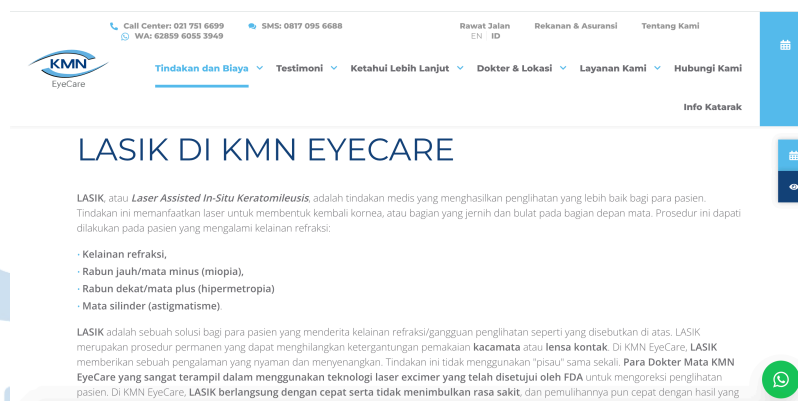 Call Center: 021 751 6699
SMS: 0817 095 6688
Rawat Jalan
Rekanan & Asuransi
Tentang Kami
WA: 62859 6055 3949
EN | ID
KMN
EyeCare
Tindakan dan Biaya
Testimoni
Ketahui Lebih Lanjut
Dokter & Lokasi
Layanan Kami
Hubungi Kami
Info Katarak
LASIK DI KMN EYECARE
LASIK, atau Laser Assisted In-Situ Keratomileusis, adalah tindakan medis yang menghasilkan penglihatan yang lebih baik bagi para pasien.
Tindakan ini memanfaatkan laser untuk membentuk kembali kornea, atau bagian yang jernih dan bulat pada bagian depan mata. Prosedur ini dapati
dilakukan pada pasien yang mengalami kelainan refraksi:
· Kelainan refraksi,
· Rabun jauh/mata minus (miopia),
· Rabun dekat/mata plus (hipermetropia)
· Mata silinder (astigmatisme).
LASIK adalah sebuah solusi bagi para pasien yang menderita kelainan refraksi/gangguan penglihatan seperti yang disebutkan di atas. LASIK
merupakan prosedur permanen yang dapat menghilangkan ketergantungan pemakaian kacamata atau lensa kontak. Di KMN EyeCare, LASIK
memberikan sebuah pengalaman yang nyaman dan menyenangkan. Tindakan ini tidak menggunakan "pisau" sama sekali. Para Dokter Mata KMN
EyeCare yang sangat terampil dalam menggunakan teknologi laser excimer yang telah disetujui oleh FDA untuk mengoreksi penglihatan
pasien. Di KMN EyeCare, LASIK berlangsung dengan cepat serta tidak menimbulkan rasa sakit, dan pemulihannya pun cepat dengan hasil yang